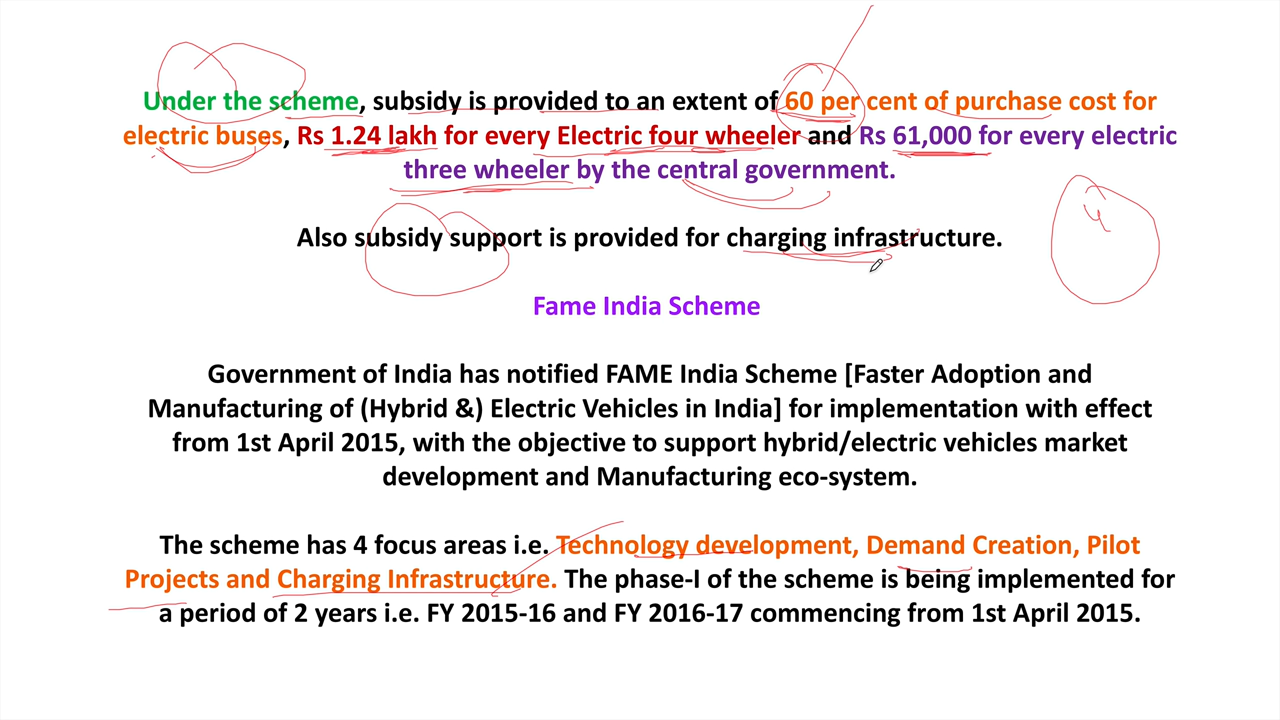 Under the scheme, subsidy is provided to an extent of 60 per cent of purchase cost for
electric buses, Rs 1.24 lakh for every Electric four wheeler and Rs 61,000 for every electric
three wheeler by the central government.
Also subsidy support is provided for charging infrastructure.
Fame India Scheme
Government of India has notified FAME India Scheme [Faster Adoption and
Manufacturing of (Hybrid &) Electric Vehicles in India] for implementation with effect
from 1st April 2015, with the objective to support hybrid/electric vehicles market
development and Manufacturing eco-system.
The scheme has 4 focus areas i.e. Technology development, Demand Creation, Pilot
Projects and Charging Infrastructure. The phase-I of the scheme is being implemented for
a period of 2 years i.e. FY 2015-16 and FY 2016-17 commencing from 1st April 2015.